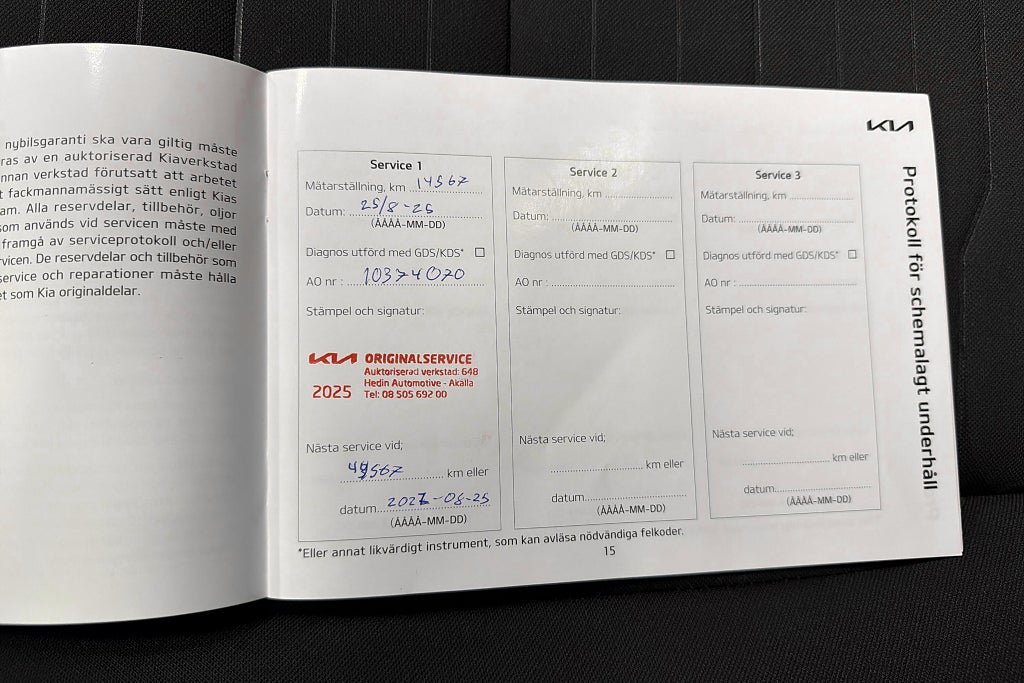 nybilsgaranti ska vara giltig måste
ras av en auktoriserad Kiaverkstad
nnan verkstad förutsatt att arbetet
t fackmannamässigt sätt enligt Kias
am. Alla reservdelar, tillbehör, oljor
som används vid servicen måste med
framgå av serviceprotokoll och/eller
rvicen. De reservdelar och tillbehör som
service och reparationer måste hålla
et som Kia originaldelar.
KIA
Protokoll för schemalagt underhåll
Service 1
Mätarställning, km 14567
Datum: 25/8-25
(ÅÅÅÅ-MM-DD)
Diagnos utförd med GDS/KDS*
AO nr : 10374070
Stämpel och signatur:
KIA ORIGINALSERVICE
Auktoriserad verkstad: 648
Hedin Automotive - Akalla
2025 Tel: 08 505 692 00
Nästa service vid;
km eller
datum 2027-08-25
(ÅÅÅÅ-MM-DD)
Service 2
Mätarställning, km
Datum:
(ÅÅÅÅ-MM-DD)
Diagnos utförd med GDS/KDS*
AO nr :
Stämpel och signatur:
Nästa service vid;
km eller
datum
(ÅÅÅÅ-MM-DD)
Service 3
Mätarställning, km
Datum:
(ÅÅÅÅ-MM-DD)
Diagnos utförd med GDS/KDS*
AO nr :
Stämpel och signatur:
Nästa service vid;
km eller
datum
(ÅÅÅÅ-MM-DD)
*Eller annat likvärdigt instrument, som kan avläsa nödvändiga felkoder.
15